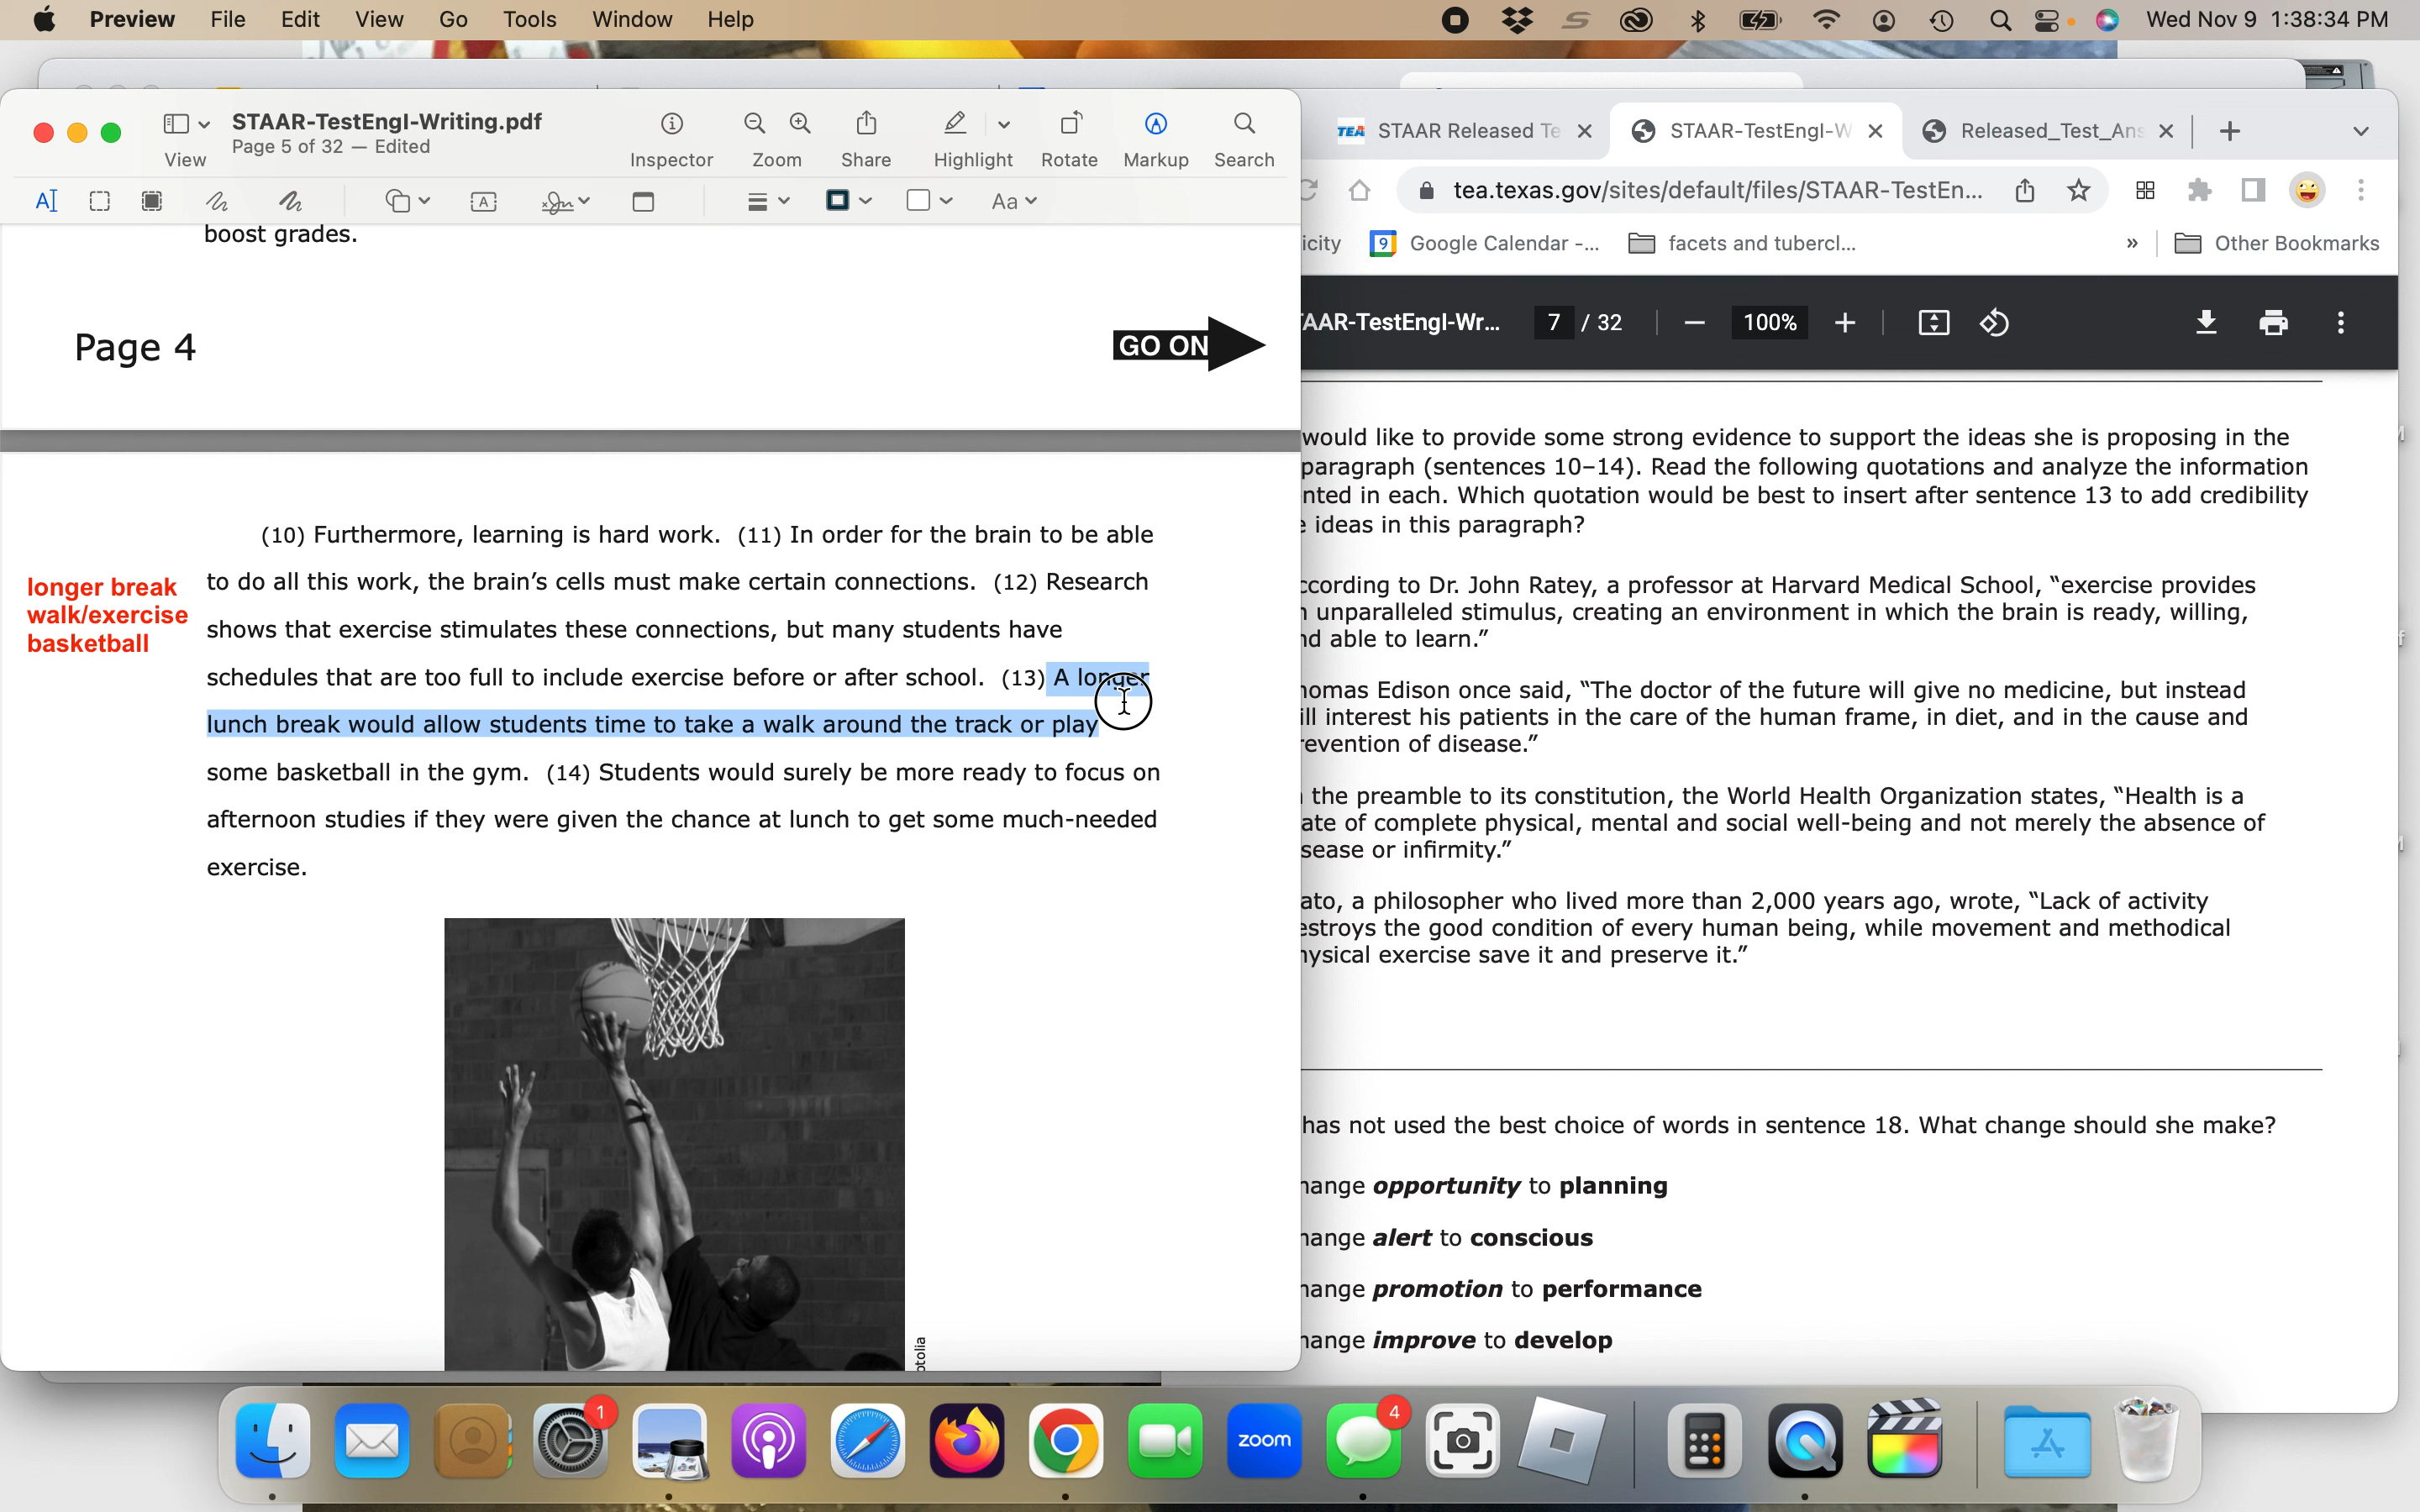 Preview File Edit View Go Tools Window Help
Wed Nov 9 1:38:34 PM
STAAR-TestEngI-Writing.pdf
Page 5 of 32 — Edited
View Inspector Zoom Share Highlight Rotate Markup Search
A
Aa
boost grades.
Page 4
GO ON
longer break
walk/exercise
basketball
(10) Furthermore, learning is hard work. (11) In order for the brain to be able
to do all this work, the brain's cells must make certain connections. (12) Research
shows that exercise stimulates these connections, but many students have
schedules that are too full to include exercise before or after school. (13) A longer
lunch break would allow students time to take a walk around the track or play
some basketball in the gym. (14) Students would surely be more ready to focus on
afternoon studies if they were given the chance at lunch to get some much-needed
exercise.
otolia
TEA STAAR Released Te
STAAR-TestEngI-W
Released_Test_Ans
tea.texas.gov/sites/default/files/STAAR-TestEn...
icity
9 Google Calendar -...
facets and tubercl...
»
Other Bookmarks
AAR-TestEngI-Wr... 7 / 32 — 100% +
would like to provide some strong evidence to support the ideas she is proposing in the
paragraph (sentences 10–14). Read the following quotations and analyze the information
nted in each. Which quotation would be best to insert after sentence 13 to add credibility
e ideas in this paragraph?
ccording to Dr. John Ratey, a professor at Harvard Medical School, “exercise provides
n unparalleled stimulus, creating an environment in which the brain is ready, willing,
nd able to learn.”
homas Edison once said, “The doctor of the future will give no medicine, but instead
ill interest his patients in the care of the human frame, in diet, and in the cause and
revention of disease.”
n the preamble to its constitution, the World Health Organization states, “Health is a
ate of complete physical, mental and social well-being and not merely the absence of
sease or infirmity.”
ato, a philosopher who lived more than 2,000 years ago, wrote, “Lack of activity
estroys the good condition of every human being, while movement and methodical
hysical exercise save it and preserve it.”
has not used the best choice of words in sentence 18. What change should she make?
hange opportunity to planning
hange alert to conscious
hange promotion to performance
hange improve to develop
1
zoom
4